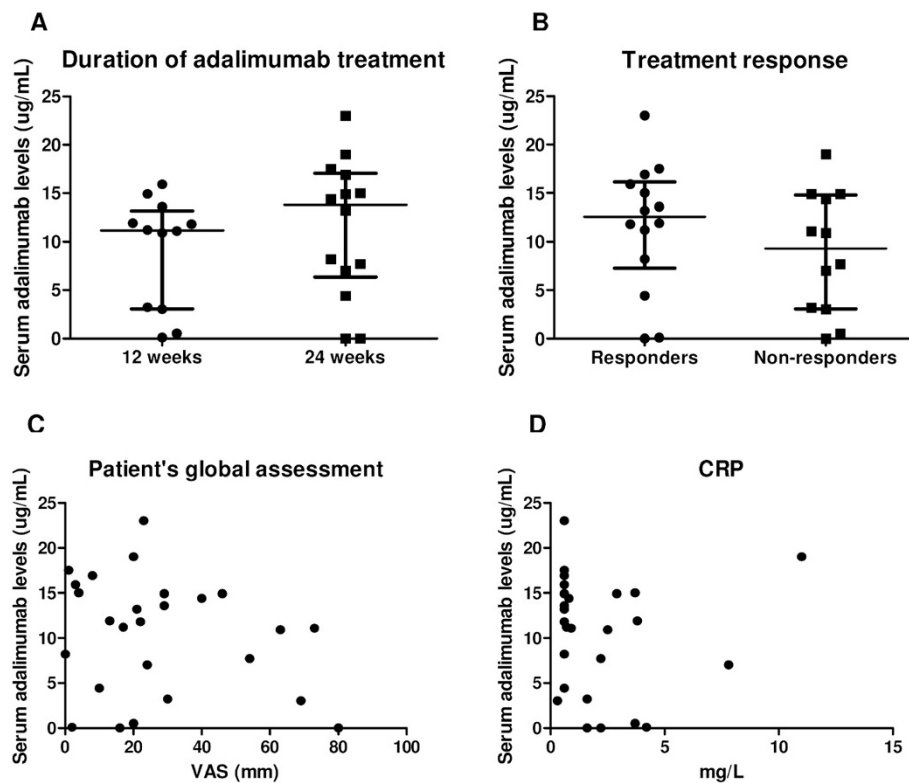 A
Duration of adalimumab treatment
Serum adalimumab levels (ug/mL)
25
20
15
10
5
0
12 weeks
24 weeks
B
Treatment response
Serum adalimumab levels (ug/mL)
25
20
15
10
5
0
Responders
Non-responders
C
Patient's global assessment
Serum adalimumab levels (ug/mL)
25
20
15
10
5
0
0 20 40 60 80 100
VAS (mm)
D
CRP
Serum adalimumab levels (ug/mL)
25
20
15
10
5
0
0 5 10 15
mg/L